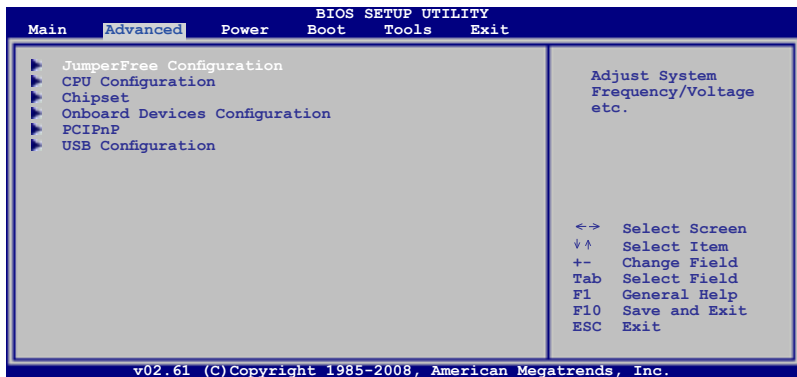 BIOS SETUP UTILITY
Main Advanced Power Boot Tools Exit
JumperFree Configuration
CPU Configuration
Chipset
Onboard Devices Configuration
PCIPnP
USB Configuration
Adjust System
Frequency/Voltage
etc.
←→ Select Screen
↓↑ Select Item
+- Change Field
Tab Select Field
F1 General Help
F10 Save and Exit
ESC Exit
v02.61 (C)Copyright 1985-2008, American Megatrends, Inc.